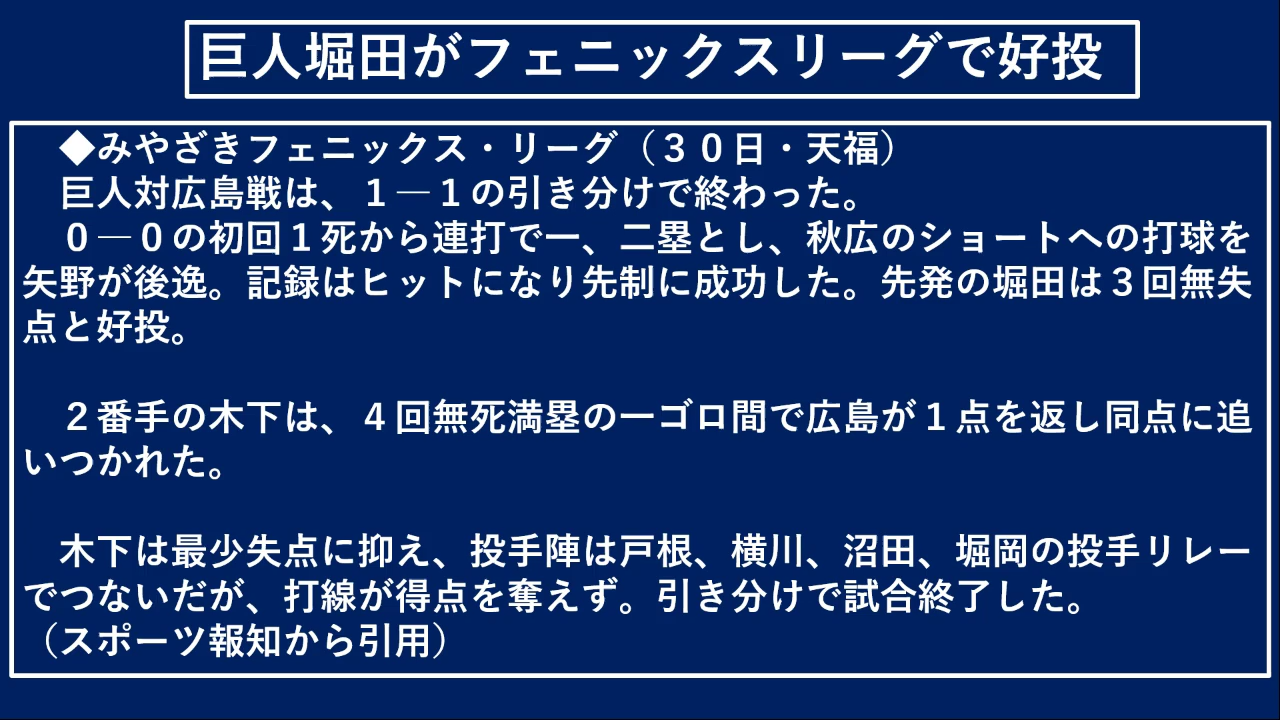 巨人堀田がフェニックスリーグで好投
◆みやざきフェニックス・リーグ（３０日・天福）
巨人対広島戦は、１―１の引き分けで終わった。
０―０の初回１死から連打で一、二塁とし、秋広のショートへの打球を
矢野が後逸。記録はヒットになり先制に成功した。先発の堀田は３回無失
点と好投。
２番手の木下は、４回無死満塁の一ゴロ間で広島が１点を返し同点に追
いつかれた。
木下は最少失点に抑え、投手陣は戸根、横川、沼田、堀岡の投手リレー
でつないだが、打線が得点を奪えず。引き分けで試合終了した。
（スポーツ報知から引用）